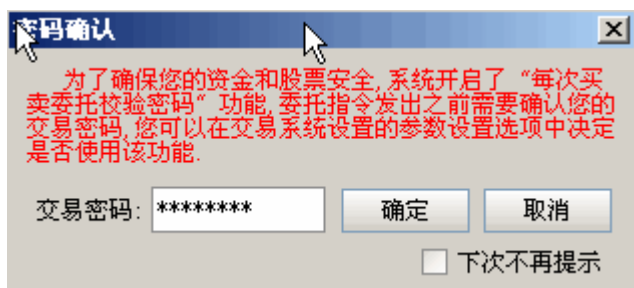 密码确认
为了确保您的资金和股票安全,系统开启了“每次买
卖委托校验密码”功能,委托指令发出之前需要确认您的
交易密码,您可以在交易系统设置的参数设置选项中决定
是否使用该功能.
交易密码: ******** 确定 取消
下次不再提示